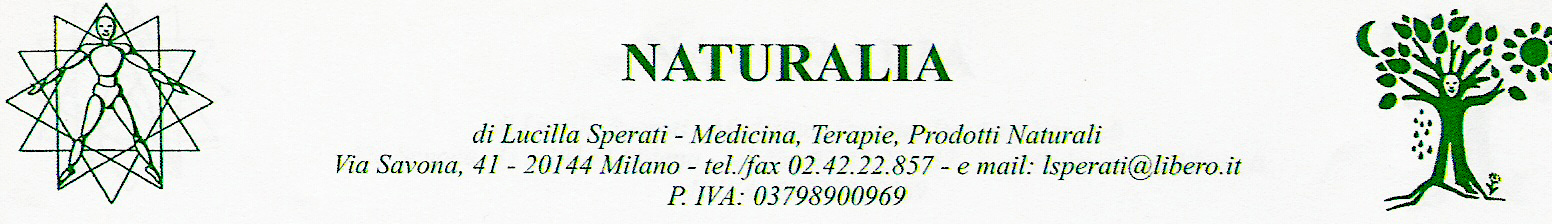 NATURALIA
di Lucilla Sperati - Medicina, Terapie, Prodotti Naturali
Via Savona, 41 - 20144 Milano - tel./fax 02.42.22.857 - e mail: lsperati@libero.it
P. IVA: 03798900969